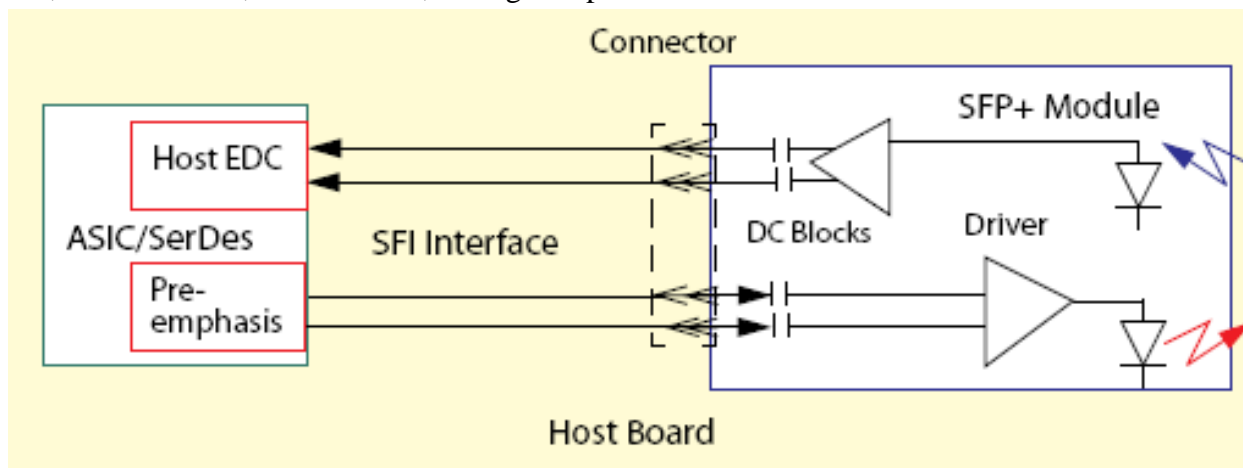 Connector
SFP+ Module
Host EDC
ASIC/SerDes
SFI Interface
DC Blocks
Driver
Pre-
emphasis
Host Board